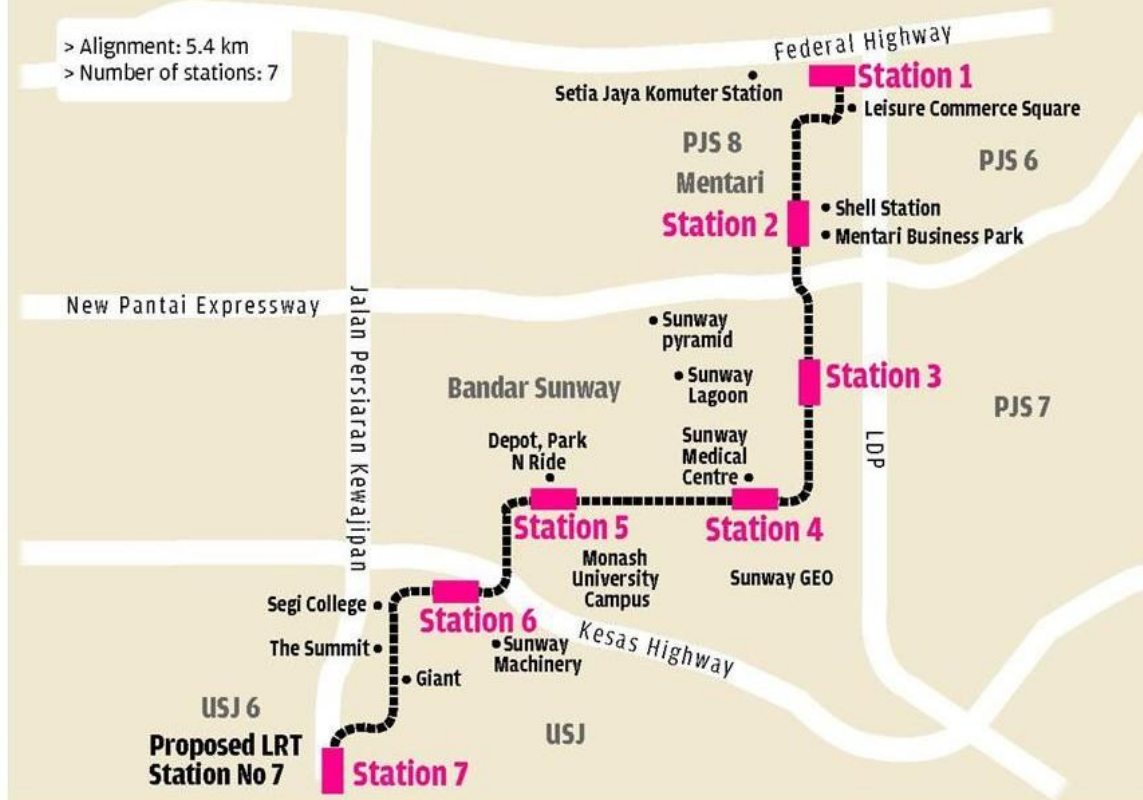 > Alignment: 5.4 km
> Number of stations: 7
Federal Highway
Station 1
Setia Jaya Komuter Station
Leisure Commerce Square
PJS 8
PJS 6
Mentari
Station 2
Shell Station
Mentari Business Park
New Pantai Expressway
Jalan Persiaran Kewajipan
Sunway
pyramid
Station 3
Sunway
Lagoon
Bandar Sunway
PJS 7
LDP
Depot, Park
N Ride
Sunway
Medical
Centre
Station 5
Station 4
Monash
University
Campus
Sunway GEO
Segi College
Station 6
Kesas Highway
The Summit
Sunway
Machinery
Giant
USJ 6
USJ
Proposed LRT
Station No 7
Station 7